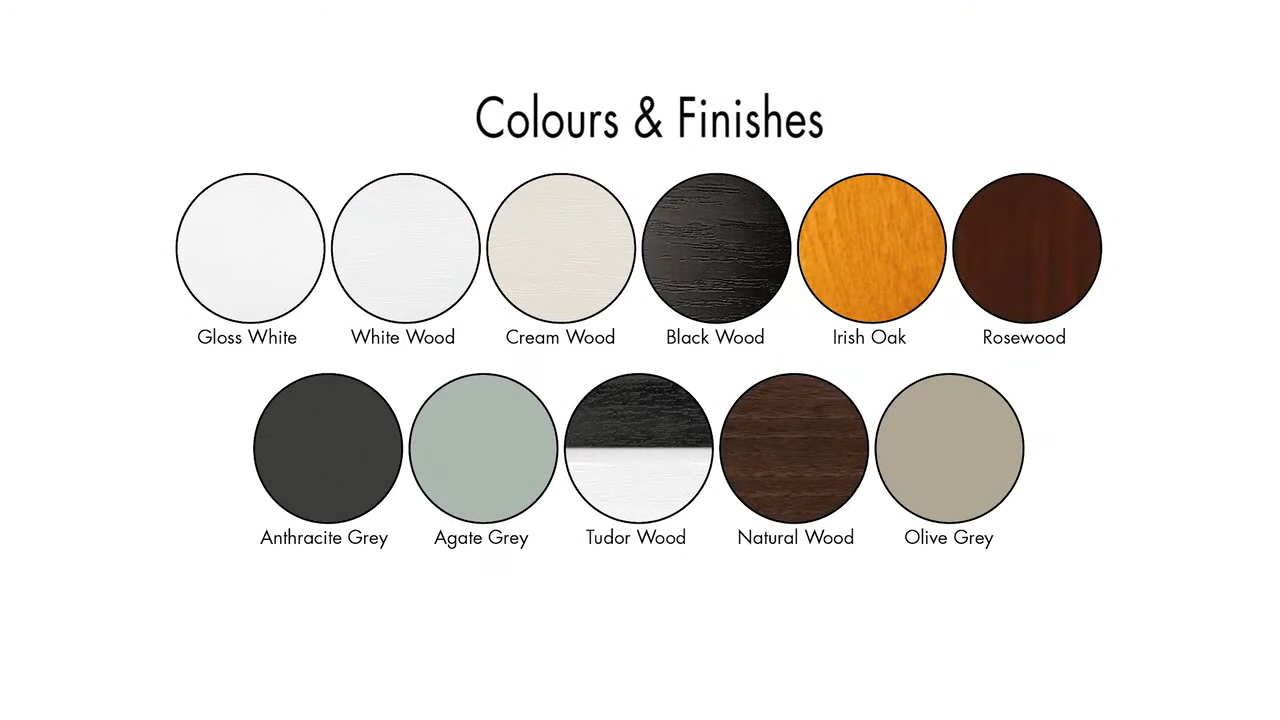 Colours & Finishes
Gloss White
White Wood
Cream Wood
Black Wood
Irish Oak
Rosewood
Anthracite Grey
Agate Grey
Tudor Wood
Natural Wood
Olive Grey